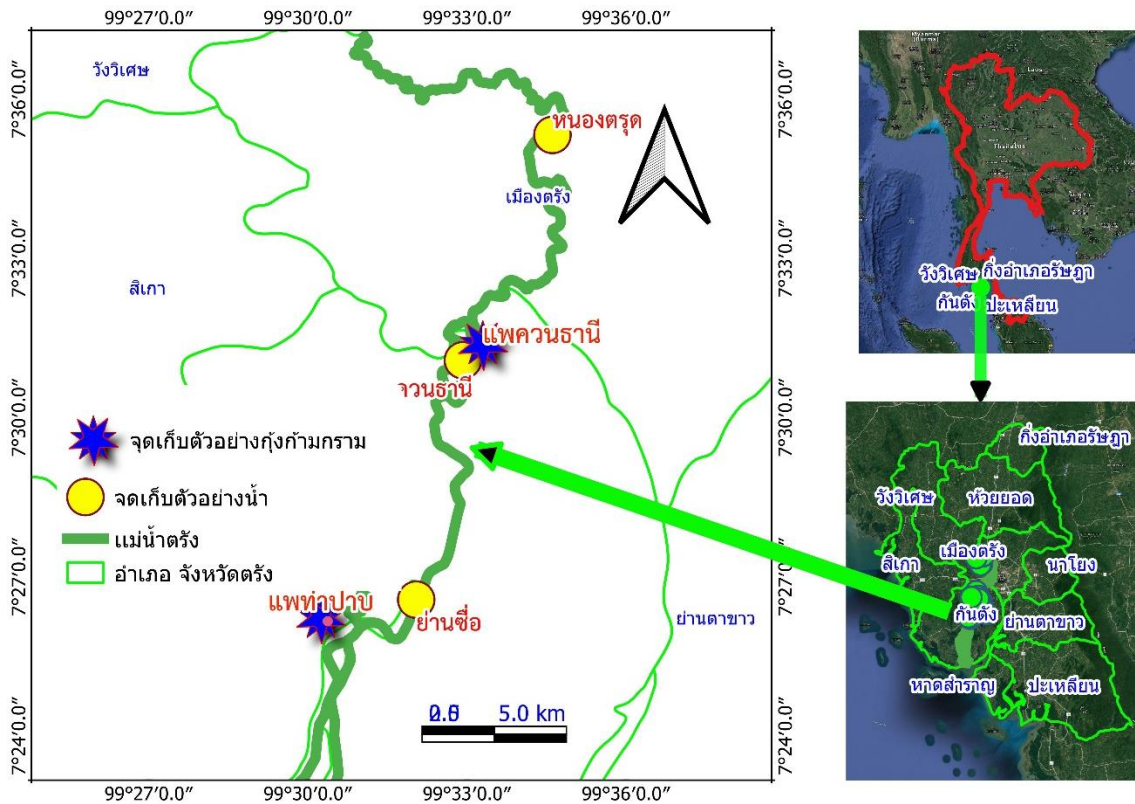 99°27'0.0" 99°30'0.0" 99°33'0.0" 99°36'0.0"
7°36'0.0" 7°33'0.0" 7°30'0.0" 7°27'0.0" 7°24'0.0"
วังวิเศษ
หนองตรุด
เมืองตรัง
สิเกา
แพควนธานี
จวนธานี
จุดเก็บตัวอย่างกุ้งก้ามกราม
จดเก็บตัวอย่างน้ำ
แม่น้ำตรัง
อำเภอ จังหวัดตรัง
แพท่าปาบ
ย่านซื่อ
ย่านตาขาว
5.0 km
7°36'0.0" 7°33'0.0" 7°30'0.0" 7°27'0.0" 7°24'0.0"
99°27'0.0" 99°30'0.0" 99°33'0.0" 99°36'0.0"
Myanmar
(Burma)
Laos
Thailand
วังวิเศษ กิ่งอำเภอรัษฎา
กันตัง ปะเหลียน
กิ่งอำเภอรัษฎา
วังวิเศษ ห้วยยอด
เมืองตรัง
สิเกา นาโยง
กันตัง ย่านตาขาว
หาดสำราญ ปะเหลียน